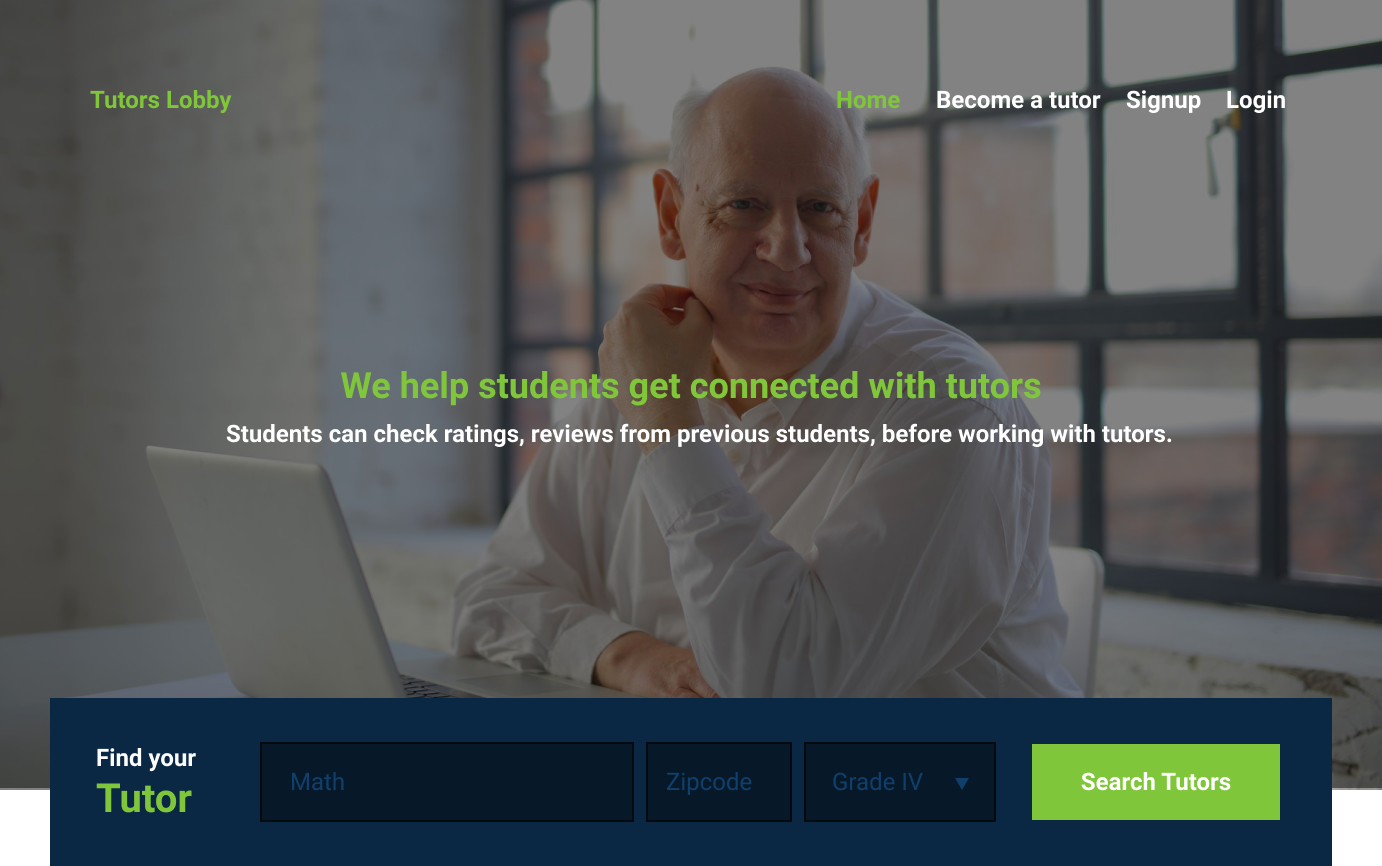 Tutors Lobby
Home Become a tutor Signup Login
We help students get connected with tutors
Students can check ratings, reviews from previous students, before working with tutors.
Find your
Tutor
Math
Zipcode
Grade IV
Search Tutors